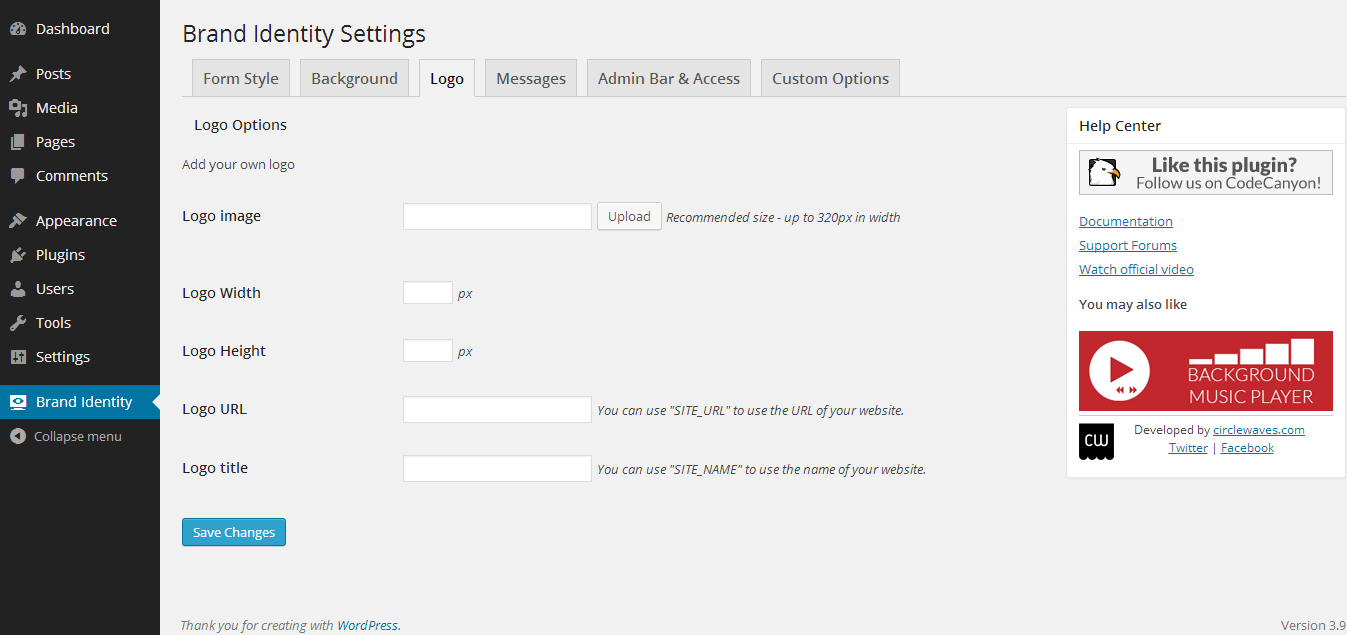 Dashboard
Posts
Media
Pages
Comments
Appearance
Plugins
Users
Tools
Settings
Brand Identity
Collapse menu
Brand Identity Settings
Form Style
Background
Logo
Messages
Admin Bar & Access
Custom Options
Logo Options
Add your own logo
Logo image
Upload
Recommended size - up to 320px in width
Logo Width
px
Logo Height
px
Logo URL
You can use "SITE_URL" to use the URL of your website.
Logo title
You can use "SITE_NAME" to use the name of your website.
Save Changes
Help Center
Like this plugin?
Follow us on CodeCanyon!
Documentation
Support Forums
Watch official video
You may also like
BACKGROUND
MUSIC PLAYER
CW
Developed by circlewaves.com
Twitter | Facebook
Thank you for creating with WordPress.
Version 3.9